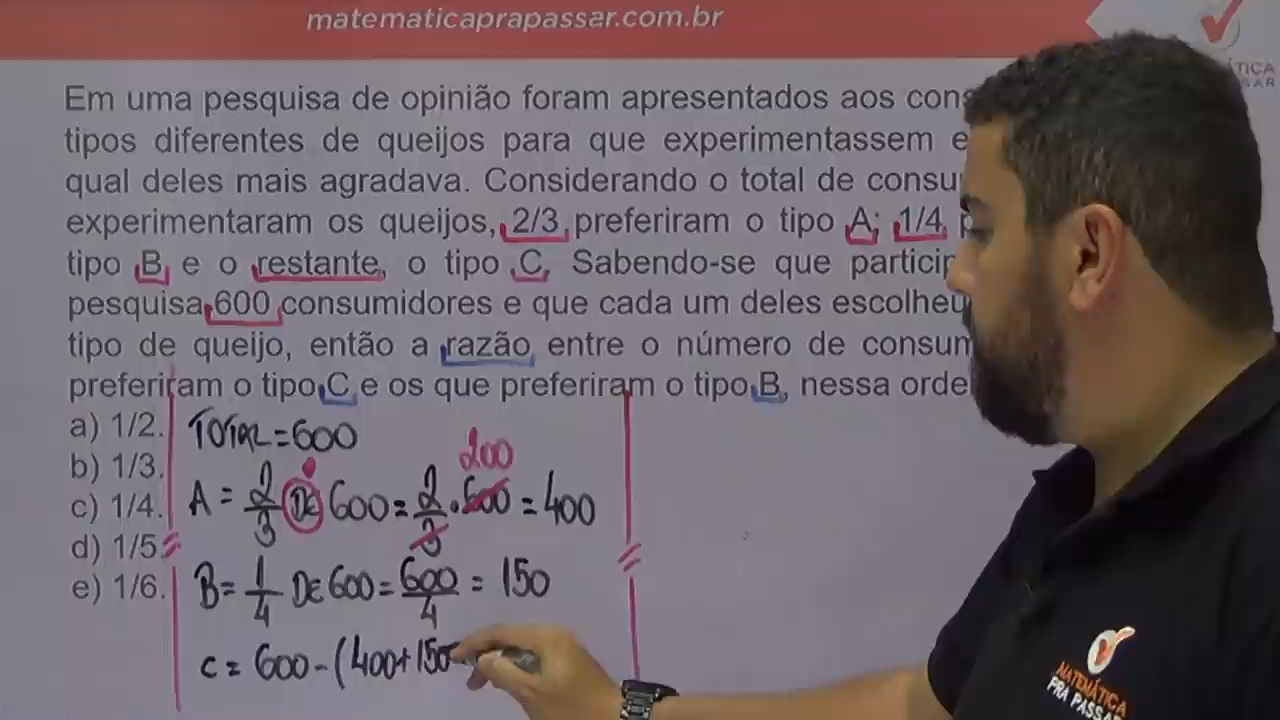 matematicaprapassar.com.br
Em uma pesquisa de opinião foram apresentados aos
tipos diferentes de queijos para que experimentassem
qual deles mais agradava. Considerando o total de
experimentaram os queijos, 2/3 preferiram o tipo A; 1/4
tipo B e o restante, o tipo C. Sabendo-se que
pesquisa 600 consumidores e que cada um deles escolheu
tipo de queijo, então a razão entre o número de
preferiram o tipo C e os que preferiram o tipo B, nessa
a) 1/2.
b) 1/3.
c) 1/4.
d) 1/5
e) 1/6.
TOTAL = 600
200
A = 2/3 DE 600 = 2/3 . 600 = 400
B = 1/4 DE 600 = 600/4 = 150
C = 600 - (400 + 150
MATEMÁTICA
PRA PASSAR